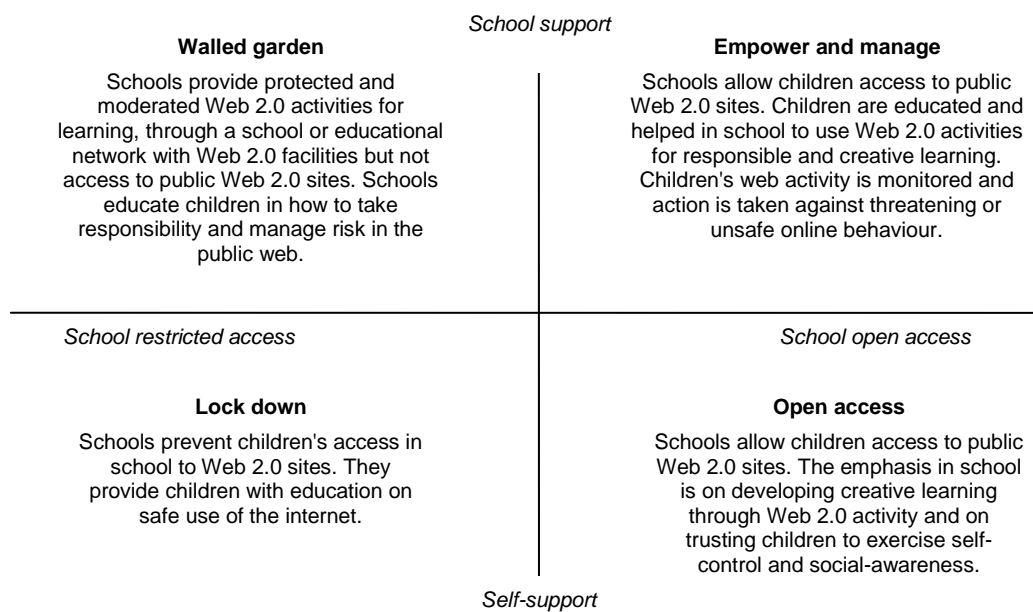 School support
Walled garden
Schools provide protected and
moderated Web 2.0 activities for
learning, through a school or educational
network with Web 2.0 facilities but not
access to public Web 2.0 sites. Schools
educate children in how to take
responsibility and manage risk in the
public web.
Empower and manage
Schools allow children access to public
Web 2.0 sites. Children are educated and
helped in school to use Web 2.0 activities
for responsible and creative learning.
Children's web activity is monitored and
action is taken against threatening or
unsafe online behaviour.
School restricted access
School open access
Lock down
Schools prevent children's access in
school to Web 2.0 sites. They
provide children with education on
safe use of the internet.
Open access
Schools allow children access to public
Web 2.0 sites. The emphasis in school
is on developing creative learning
through Web 2.0 activity and on
trusting children to exercise self-
control and social-awareness.
Self-support